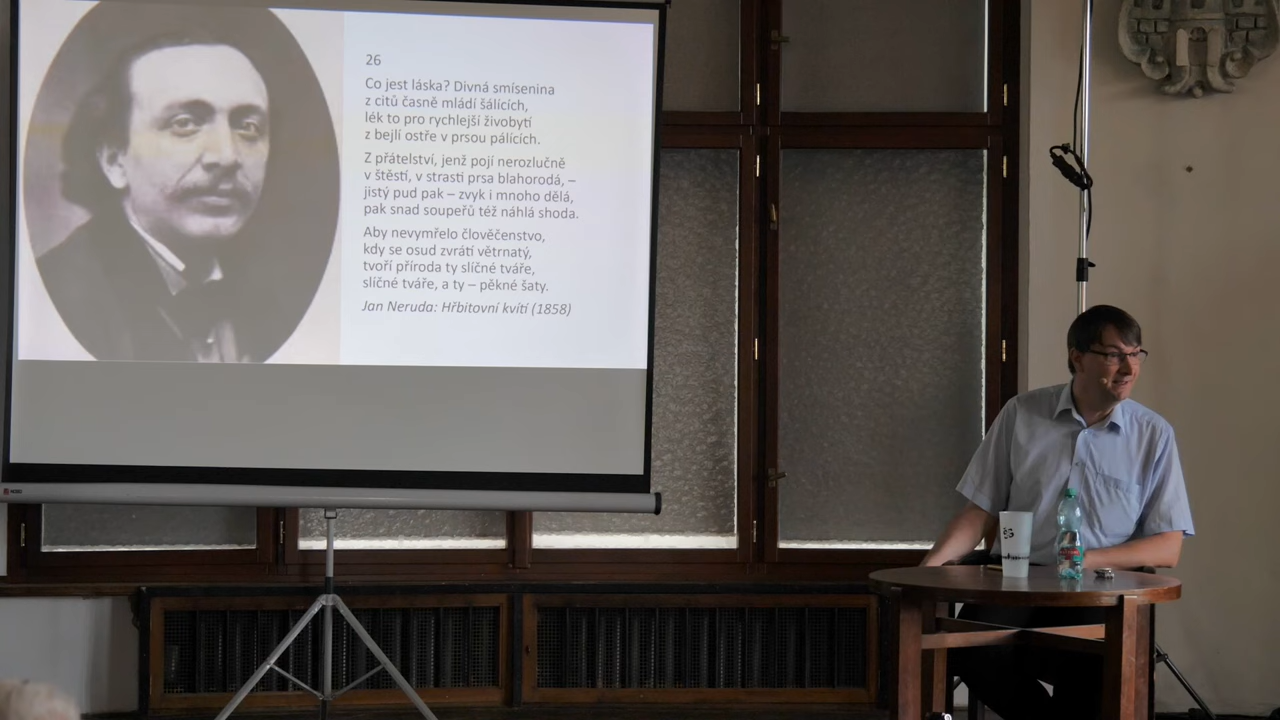 26
Co jest láska? Divná smísenina
z citů časně mládí šálících,
lék to pro rychlejší živobytí
z bejlí ostře v prsou pálících.
Z přátelství, jenž pojí nerozlučně
v štěstí, v strasti prsa blahorodá, –
jistý pud pak – zvyk i mnoho dělá,
pak snad soupeřů též náhlá shoda.
Aby nevymřelo člověčenstvo,
kdy se osud zvrátí větrnatý,
tvoří příroda ty slíčné tváře,
slíčné tváře, a ty – pěkné šaty.
Jan Neruda: Hřbitovní kvítí (1858)